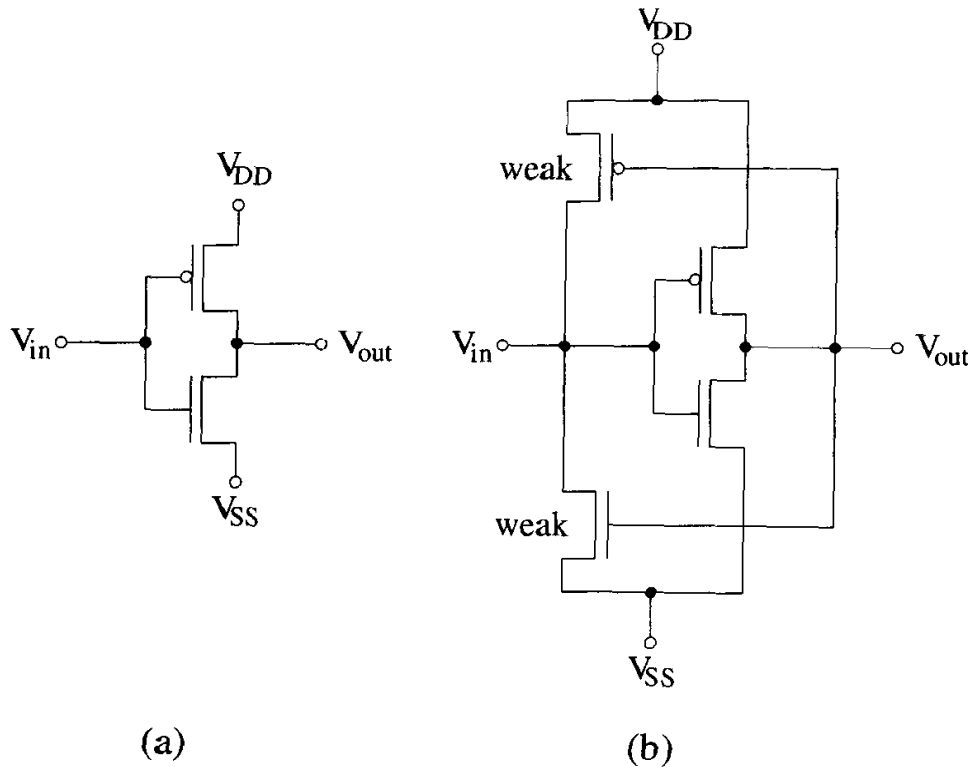 V_DD
V_in
V_out
V_SS
(a)
V_DD
weak
V_in
V_out
weak
V_SS
(b)